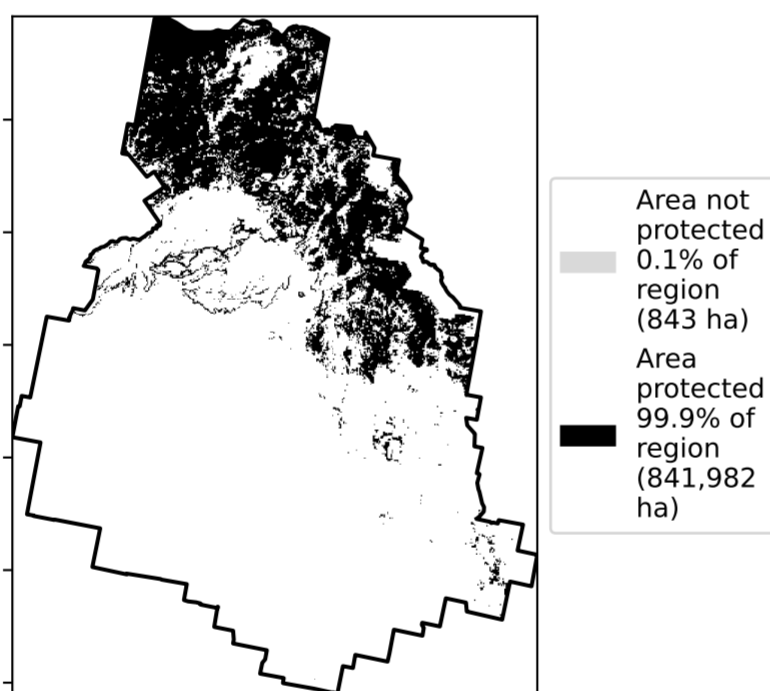 Area not
protected
0.1% of
region
(843 ha)
Area
protected
99.9% of
region
(841,982
ha)